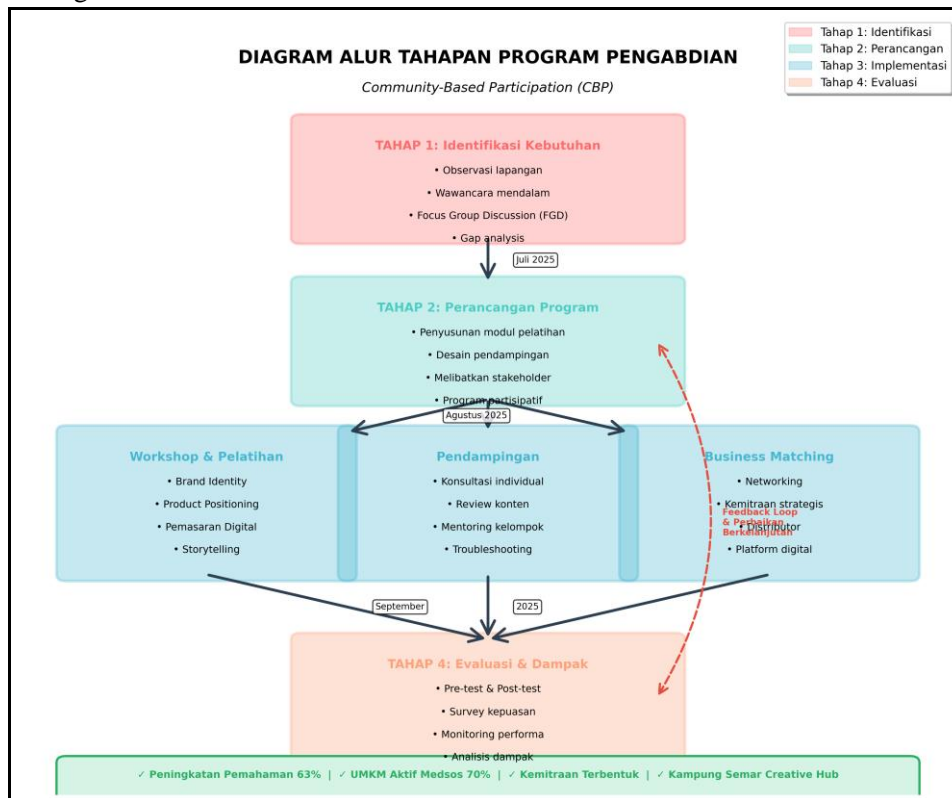 Tahap 1: Identifikasi
Tahap 2: Perancangan
Tahap 3: Implementasi
Tahap 4: Evaluasi
DIAGRAM ALUR TAHAPAN PROGRAM PENGABDIAN
Community-Based Participation (CBP)
TAHAP 1: Identifikasi Kebutuhan
• Observasi lapangan
• Wawancara mendalam
• Focus Group Discussion (FGD)
• Gap analysis
Juli 2025
TAHAP 2: Perancangan Program
• Penyusunan modul pelatihan
• Desain pendampingan
• Melibatkan stakeholder
• Program partisipatif
Agustus 2025
Workshop & Pelatihan
• Brand Identity
• Product Positioning
• Pemasaran Digital
• Storytelling
Pendampingan
• Konsultasi individual
• Review konten
• Mentoring kelompok
• Troubleshooting
Business Matching
• Networking
• Kemitraan strategis
• Distributor
• Platform digital
Feedback Loop
& Perbaikan
Berkelanjutan
September
2025
TAHAP 4: Evaluasi & Dampak
• Pre-test & Post-test
• Survey kepuasan
• Monitoring performa
• Analisis dampak
✓ Peningkatan Pemahaman 63% | ✓ UMKM Aktif Medsos 70% | ✓ Kemitraan Terbentuk | ✓ Kampung Semar Creative Hub